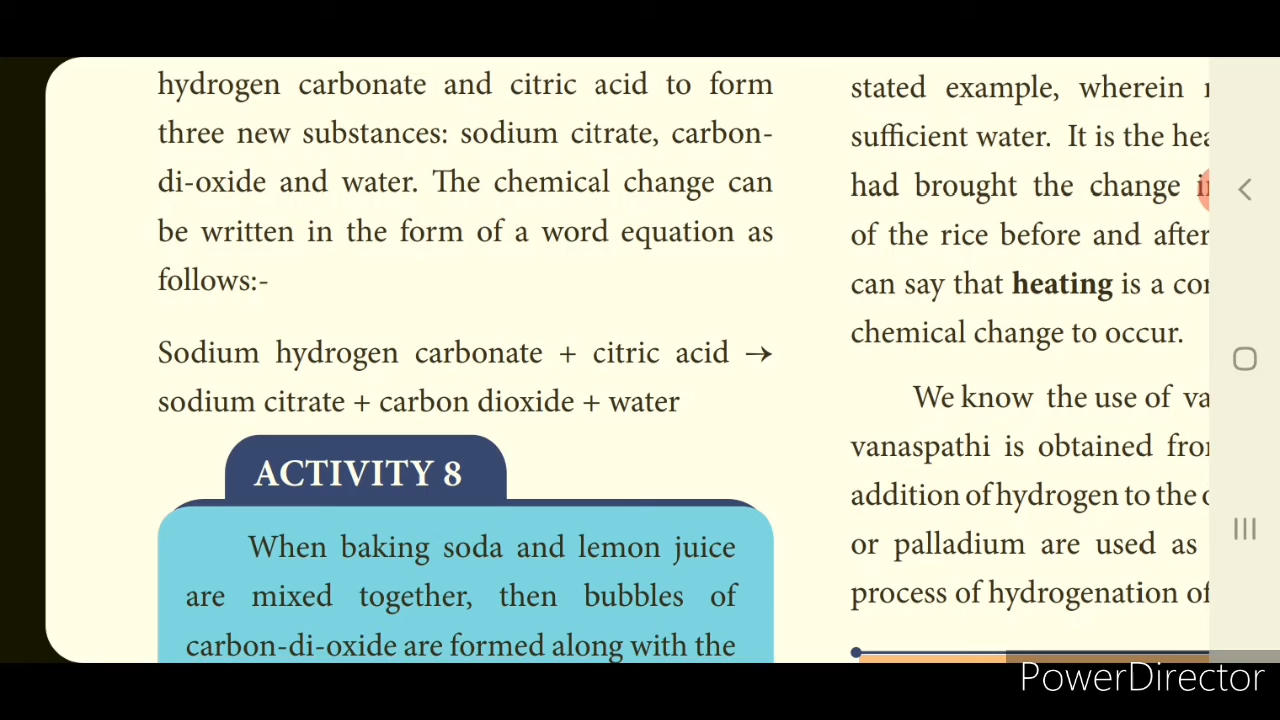 hydrogen carbonate and citric acid to form
three new substances: sodium citrate, carbon-
di-oxide and water. The chemical change can
be written in the form of a word equation as
follows:-
Sodium hydrogen carbonate + citric acid →
sodium citrate + carbon dioxide + water
ACTIVITY 8
When baking soda and lemon juice
are mixed together, then bubbles of
carbon-di-oxide are formed along with the
stated example, wherein
sufficient water. It is the
had brought the change
of the rice before and after
can say that heating is a
chemical change to occur.
We know the use of
vanaspathi is obtained
addition of hydrogen to the
or palladium are used as
process of hydrogenation of
PowerDirector